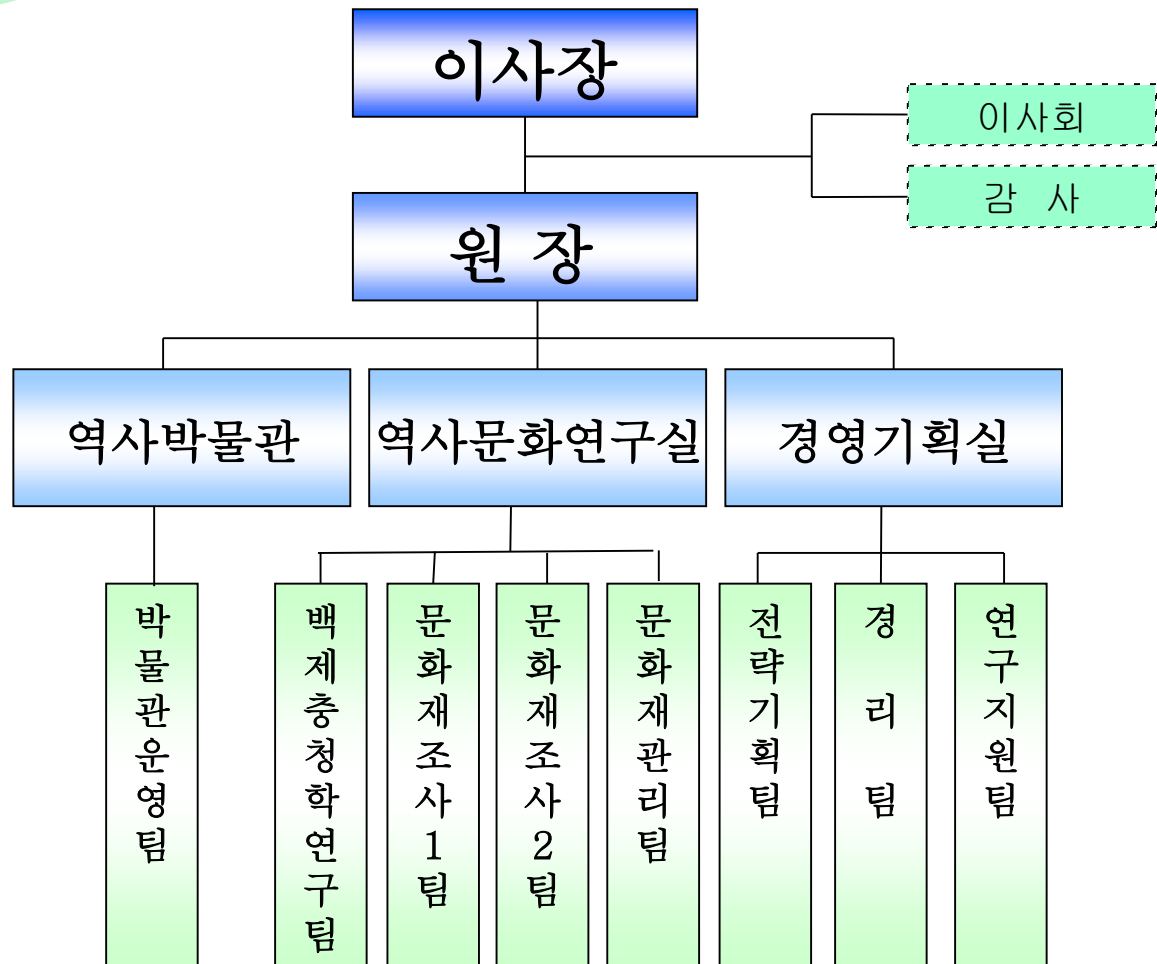 이사장
이사회
감 사
원 장
역사박물관
역사문화연구실
경영기획실
박물관운영팀
백제충청학연구팀
문화재조사1팀
문화재조사2팀
문화재관리팀
전략기획팀
경 리 팀
연구지원팀